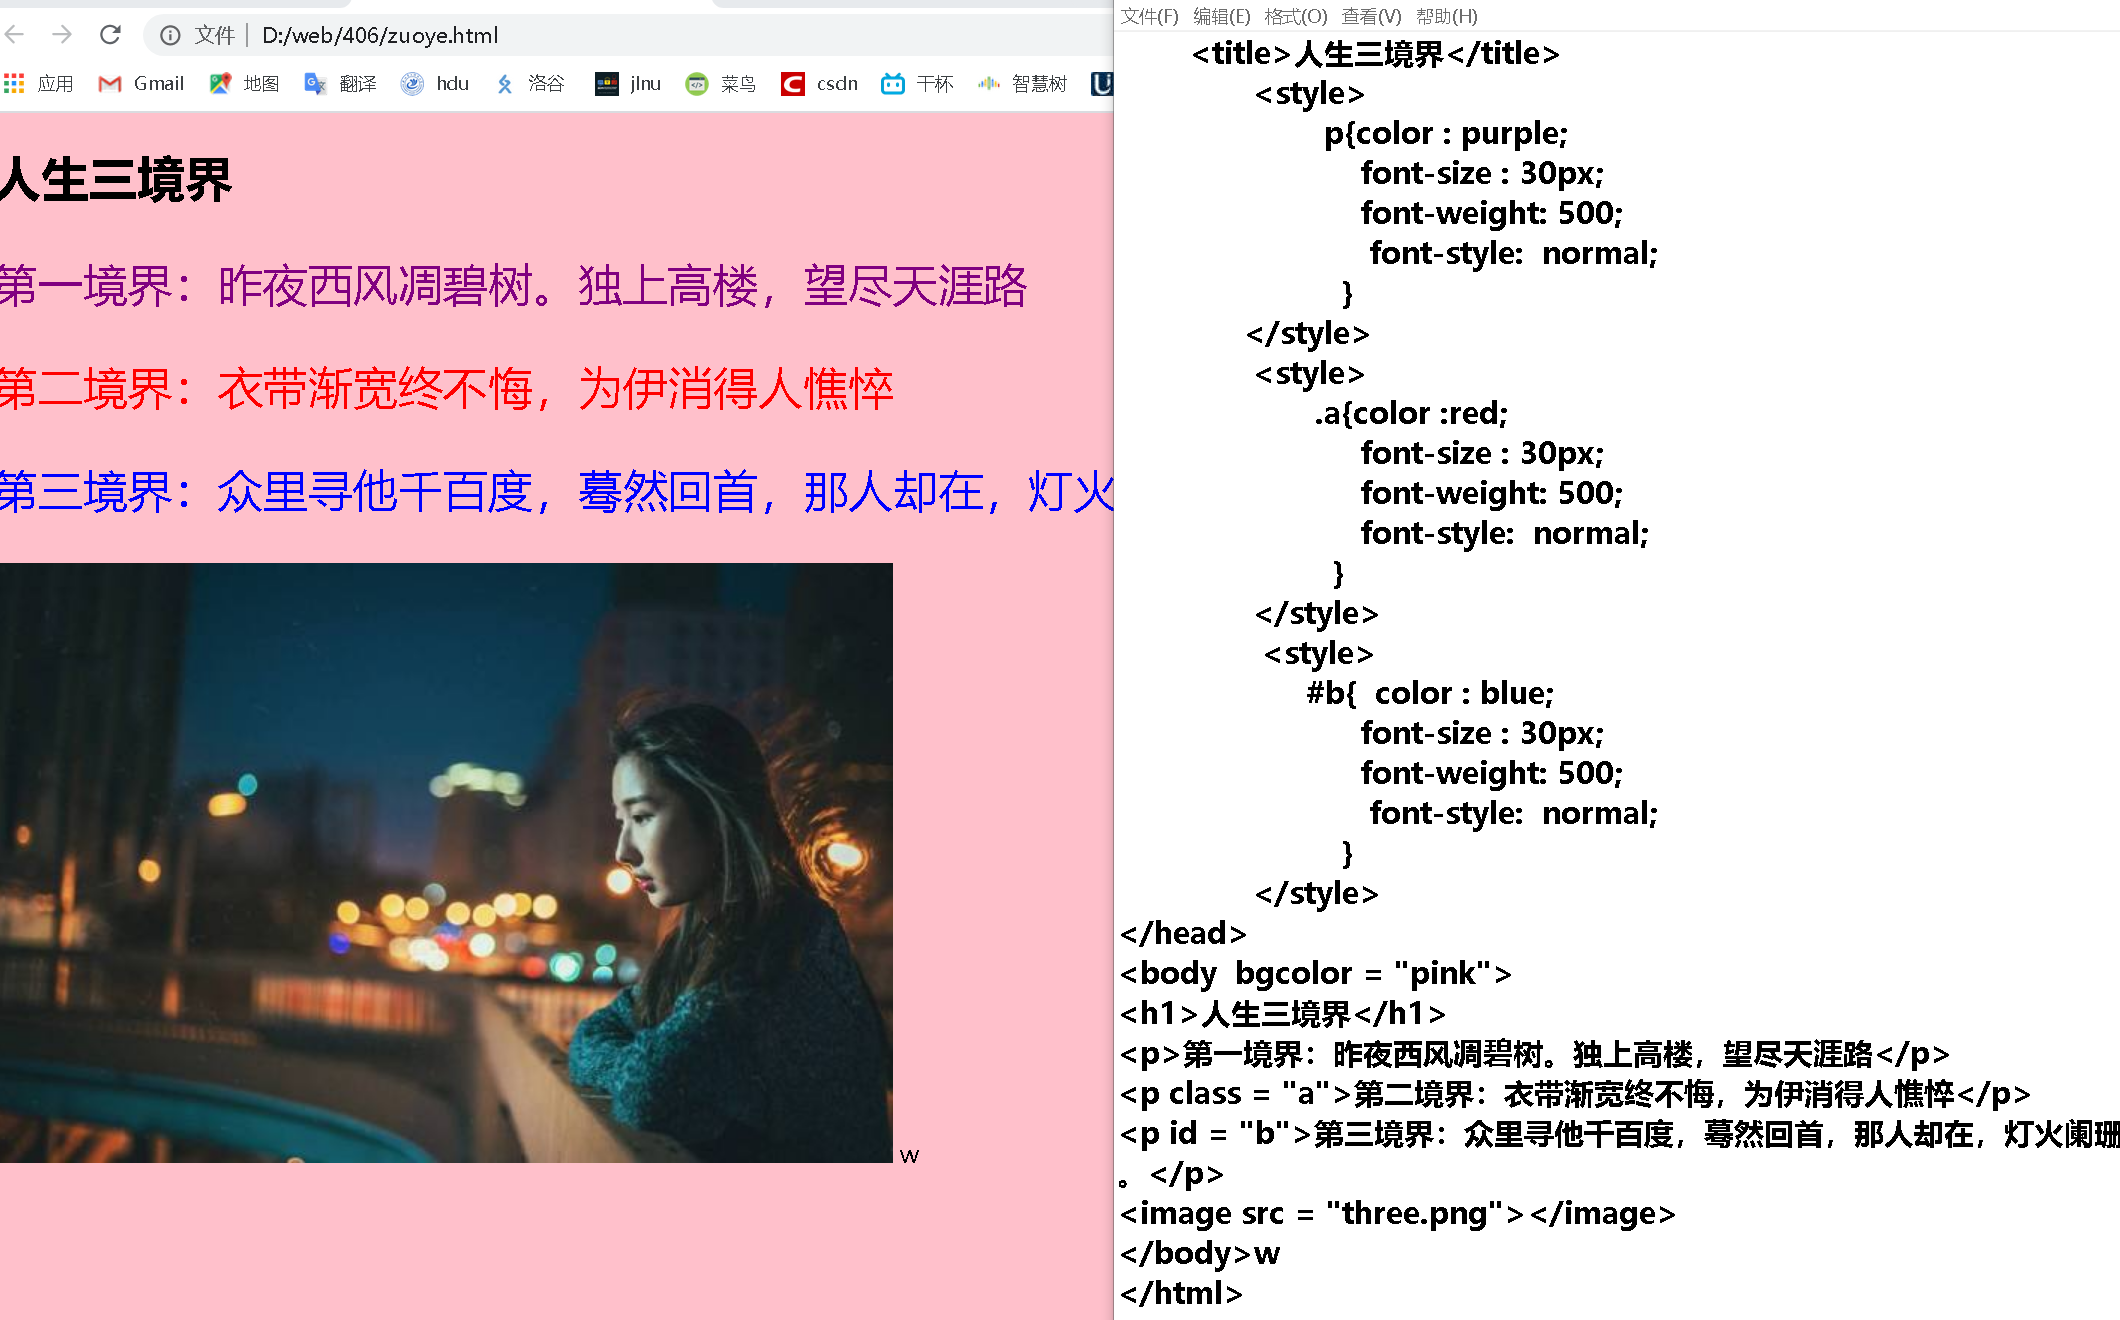 文件 | D:/web/406/zuoye.html
应用 Gmail 地图 翻译 hdu 洛谷 jlnu 菜鸟 csdn 干杯 智慧树
人生三境界
第一境界：昨夜西风凋碧树。独上高楼，望尽天涯路
第二境界：衣带渐宽终不悔，为伊消得人憔悴
第三境界：众里寻他千百度，蓦然回首，那人却在，灯火
w
文件(F) 编辑(E) 格式(O) 查看(V) 帮助(H)
<title>人生三境界</title>
<style>
p{color : purple;
font-size : 30px;
font-weight: 500;
font-style:  normal;
}
</style>
<style>
.a{color :red;
font-size : 30px;
font-weight: 500;
font-style:  normal;
}
</style>
<style>
#b{  color : blue;
font-size : 30px;
font-weight: 500;
font-style:  normal;
}
</style>
</head>
<body  bgcolor = "pink">
<h1>人生三境界</h1>
<p>第一境界：昨夜西风凋碧树。独上高楼，望尽天涯路</p>
<p class = "a">第二境界：衣带渐宽终不悔，为伊消得人憔悴</p>
<p id = "b">第三境界：众里寻他千百度，蓦然回首，那人却在，灯火阑珊
。</p>
<image src = "three.png"></image>
</body>w
</html>